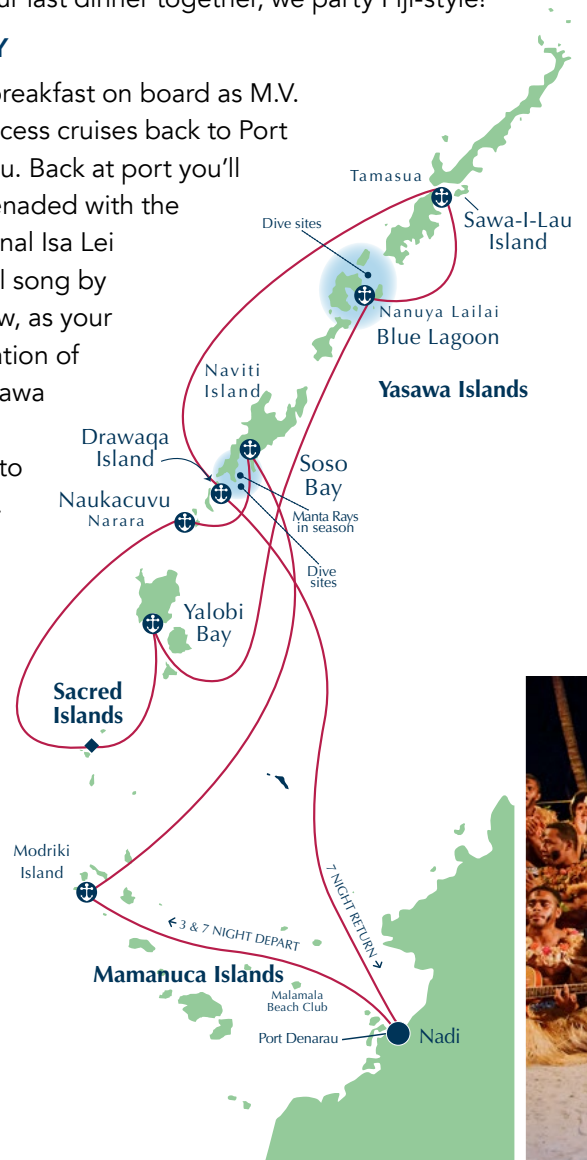 ur last dinner together, we party Fiji-style!
Y
breakfast on board as M.V.
cess cruises back to Port
u. Back at port you'll
enaded with the
nal Isa Lei
l song by
w, as your
ation of
awa
to
Tamasua
Sawa-I-Lau
Island
Dive sites
Nanuya Lailai
Blue Lagoon
Yasawa Islands
Naviti
Island
Drawaqa
Island
Soso
Bay
Naukacuvu
Narara
Manta Rays
in season
Dive
sites
Yalobi
Bay
Sacred
Islands
Modriki
Island
← 3 & 7 NIGHT DEPART
7 NIGHT RETURN →
Mamanuca Islands
Malamala
Beach Club
Port Denarau
Nadi